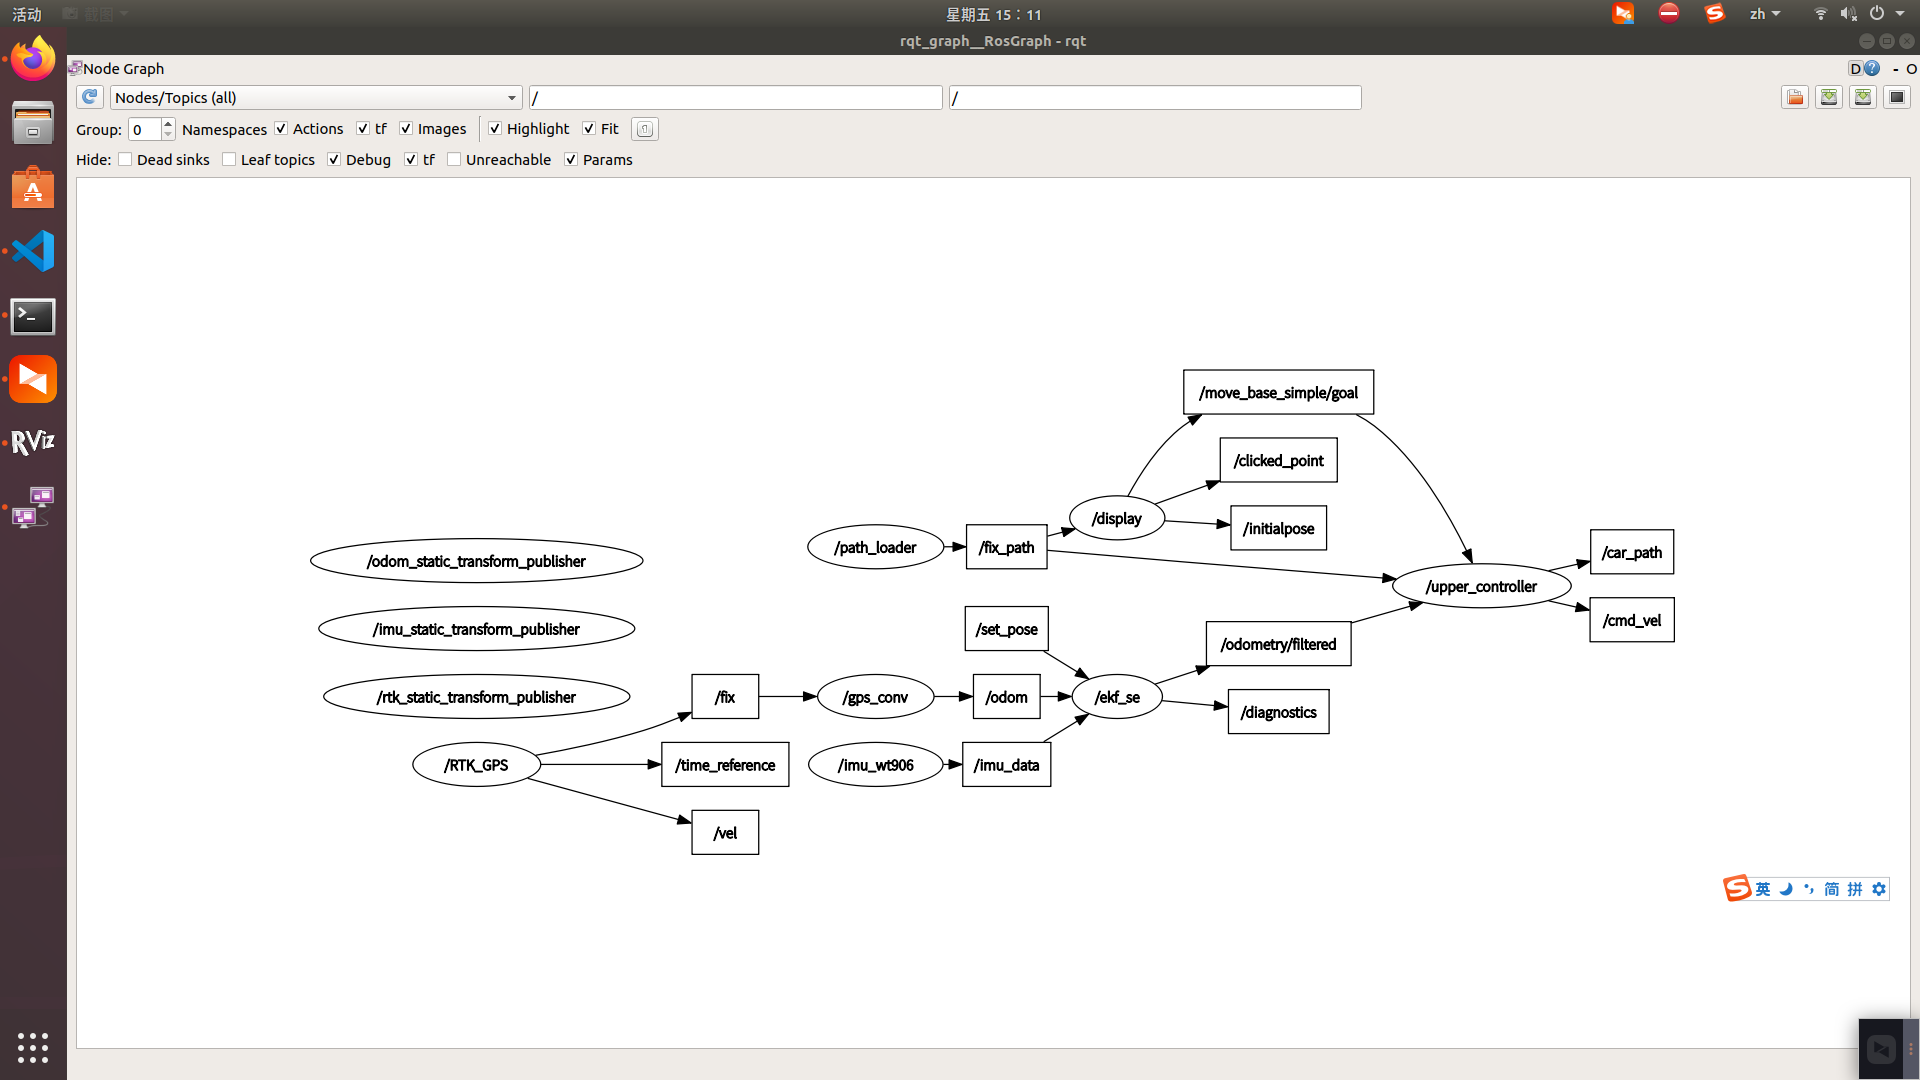 活动
截图
星期五 15：11
zh
rqt_graph__RosGraph - rqt
Node Graph
D
?
- O
Nodes/Topics (all)
/
/
Group: 0 Namespaces Actions tf Images Highlight Fit
Hide: Dead sinks Leaf topics Debug tf Unreachable Params
/move_base_simple/goal
/clicked_point
/display
/initialpose
/path_loader
/fix_path
/car_path
/odom_static_transform_publisher
/upper_controller
/imu_static_transform_publisher
/set_pose
/cmd_vel
/odometry/filtered
/rtk_static_transform_publisher
/fix
/gps_conv
/odom
/ekf_se
/diagnostics
/RTK_GPS
/time_reference
/imu_wt906
/imu_data
/vel
RViz
S 英 简 拼